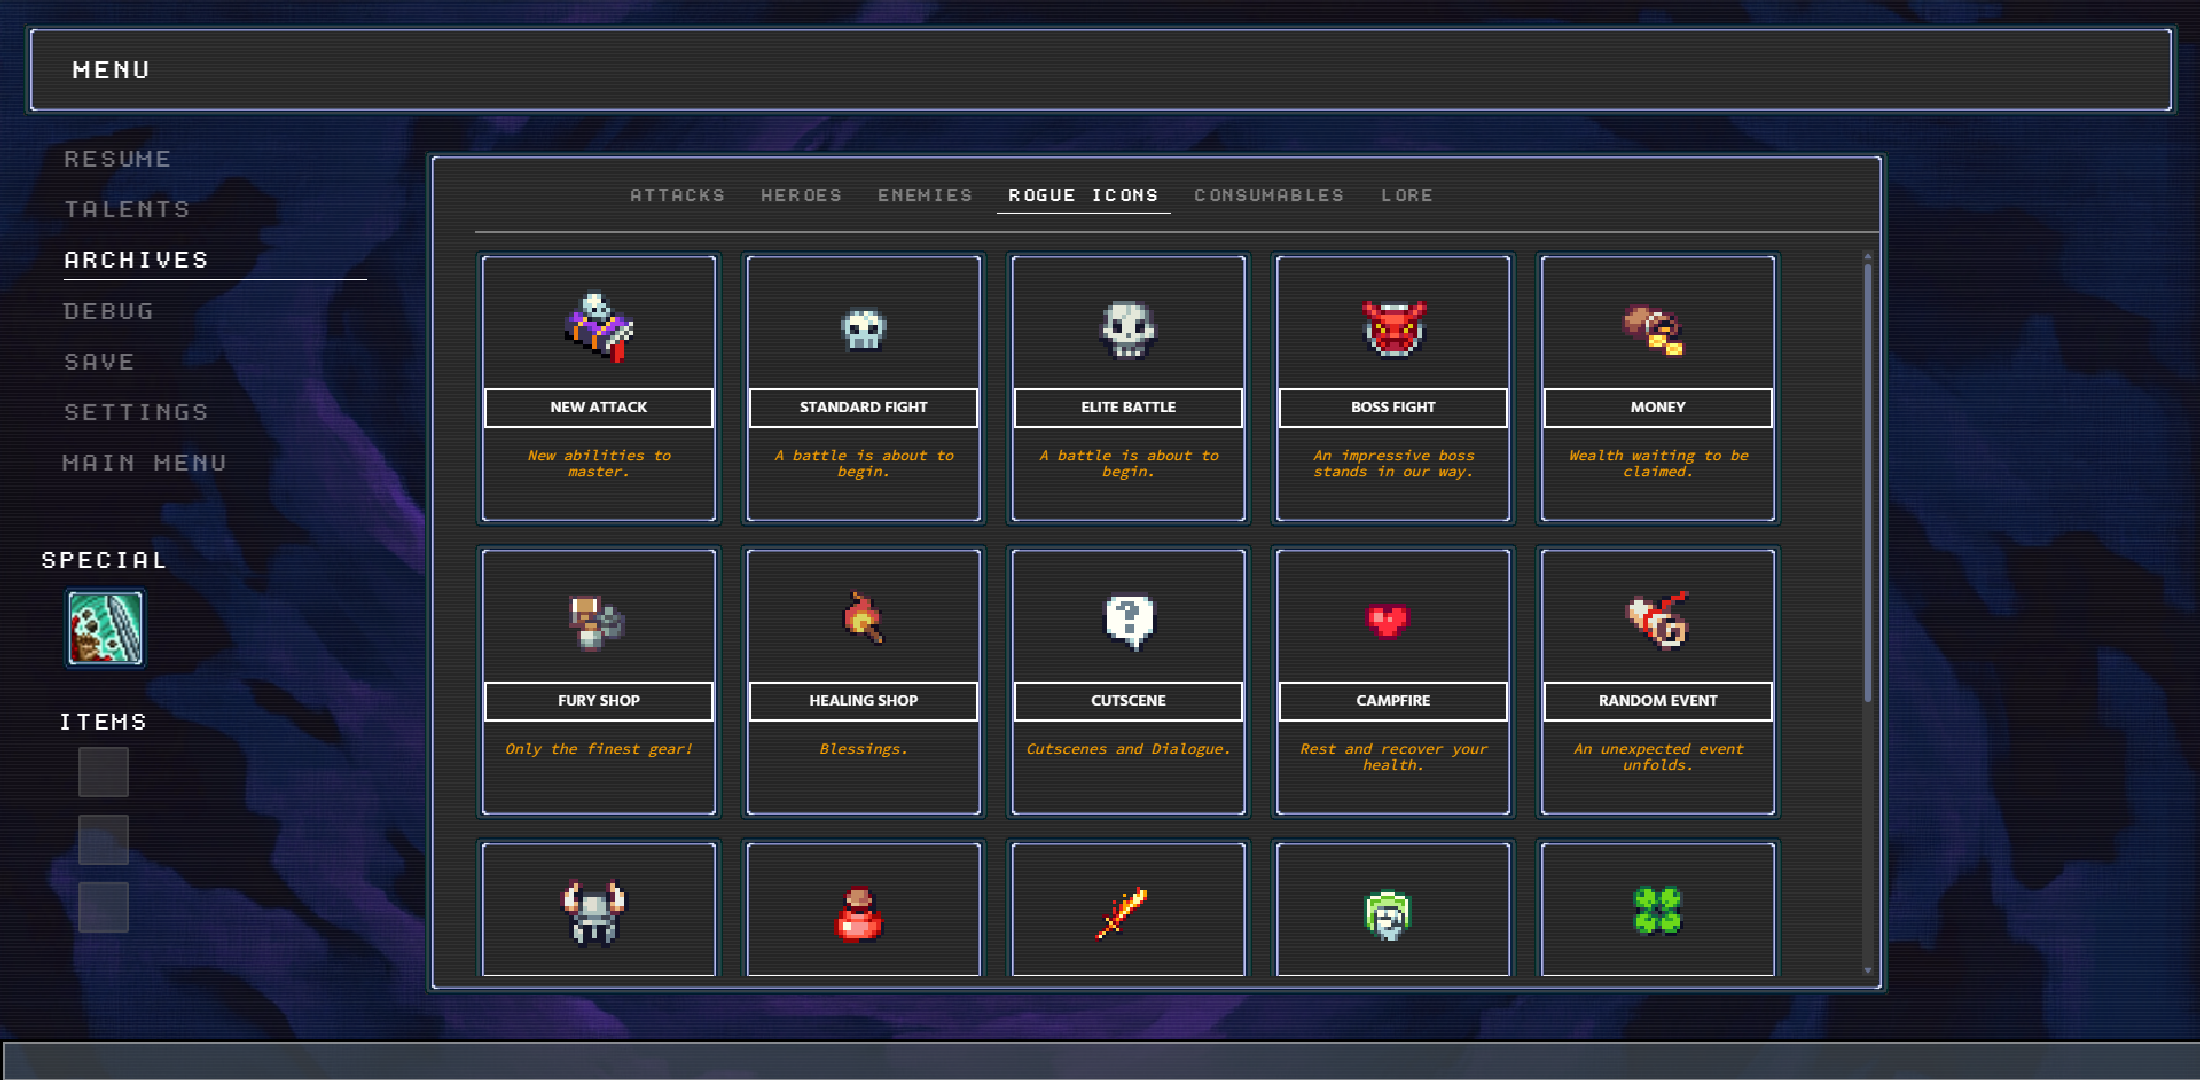 MENU
RESUME
TALENTS
ARCHIVES
DEBUG
SAVE
SETTINGS
MAIN MENU
SPECIAL
ITEMS
ATTACKS HEROES ENEMIES ROGUE ICONS CONSUMABLES LORE
NEW ATTACK
New abilities to
master.
STANDARD FIGHT
A battle is about to
begin.
ELITE BATTLE
A battle is about to
begin.
BOSS FIGHT
An impressive boss
stands in our way.
MONEY
Wealth waiting to be
claimed.
FURY SHOP
Only the finest gear!
HEALING SHOP
Blessings.
CUTSCENE
Cutscenes and Dialogue.
CAMPFIRE
Rest and recover your
health.
RANDOM EVENT
An unexpected event
unfolds.
?